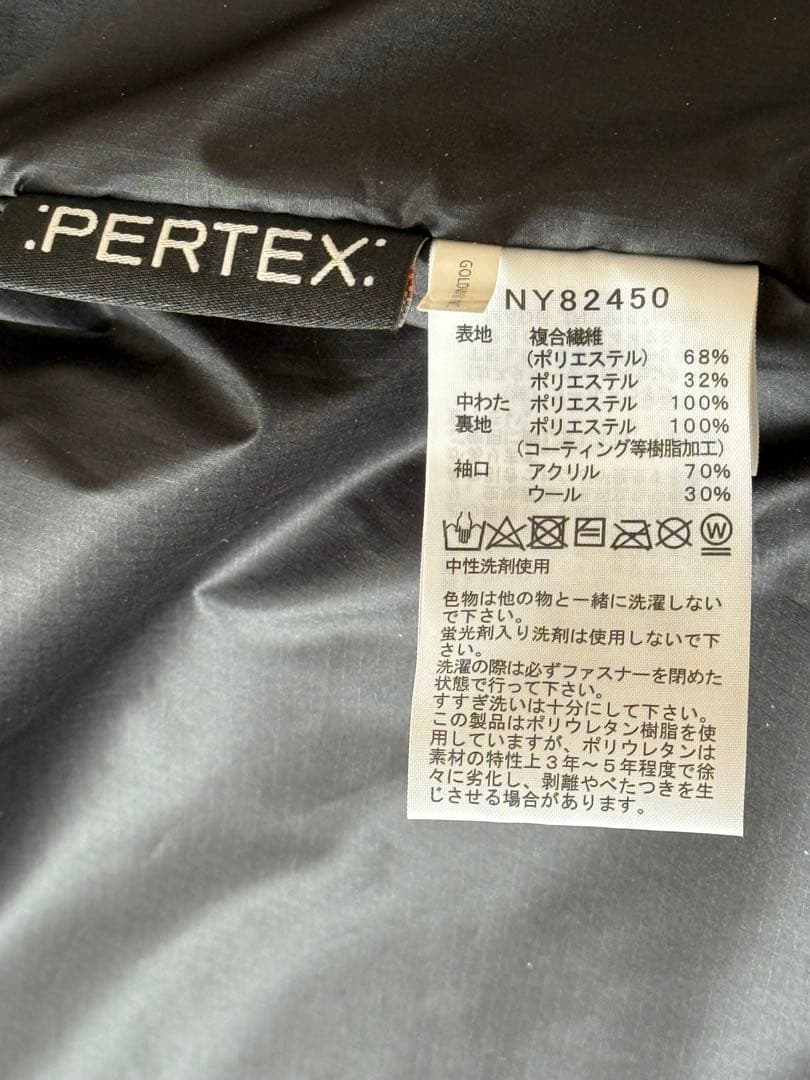 :PERTEX:
NY82450
表地 複合繊維
(ポリエステル) 68%
ポリエステル 32%
中わた ポリエステル 100%
裏地 ポリエステル 100%
(コーティング等樹脂加工)
袖口 アクリル 70%
ウール 30%
W
中性洗剤使用
色物は他の物と一緒に洗濯しない
で下さい。
蛍光剤入り洗剤は使用しないで下
さい。
洗濯の際は必ずファスナーを閉めた
状態で行って下さい。
すすぎ洗いは十分にして下さい。
この製品はポリウレタン樹脂を使
用していますが、ポリウレタンは
素材の特性上3年～5年程度で徐
々に劣化し、剥離やべたつきを生
じさせる場合があります。